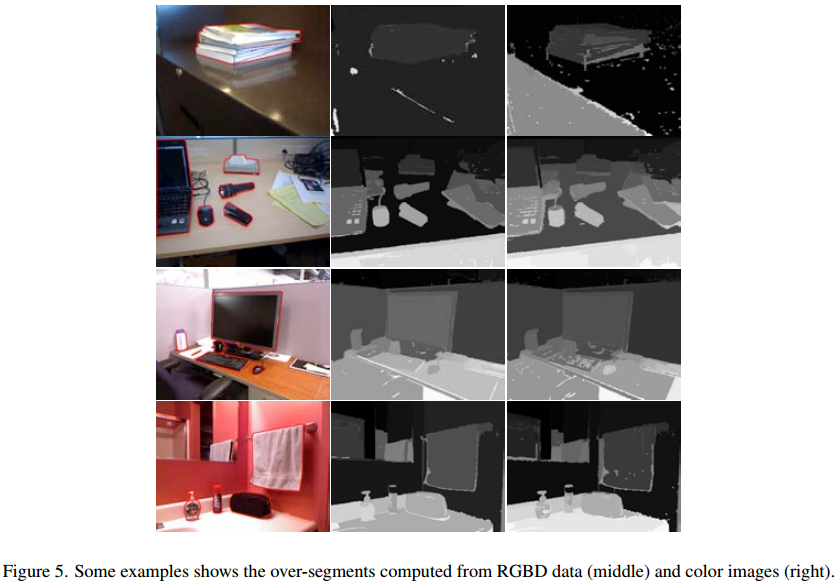 Figure 5. Some examples shows the over-segments computed from RGBD data (middle) and color images (right).